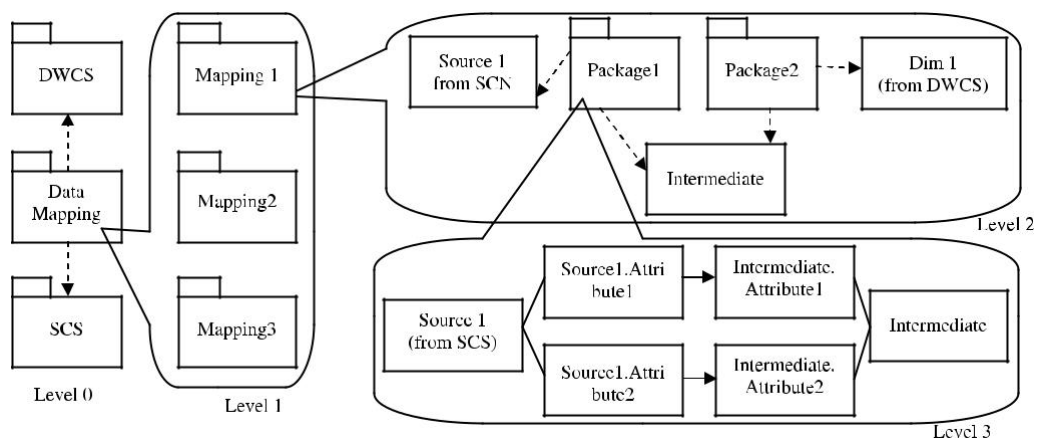 DWCS
Data
Mapping
SCS
Level 0
Mapping 1
Mapping2
Mapping3
Level 1
Source 1
from SCN
Package1
Package2
Dim 1
(from DWCS)
Intermediate
Level 2
Source 1
(from SCS)
Source1.Attri
bute1
Intermediate.
Attribute1
Source1.Attri
bute2
Intermediate.
Attribute2
Intermediate
Level 3